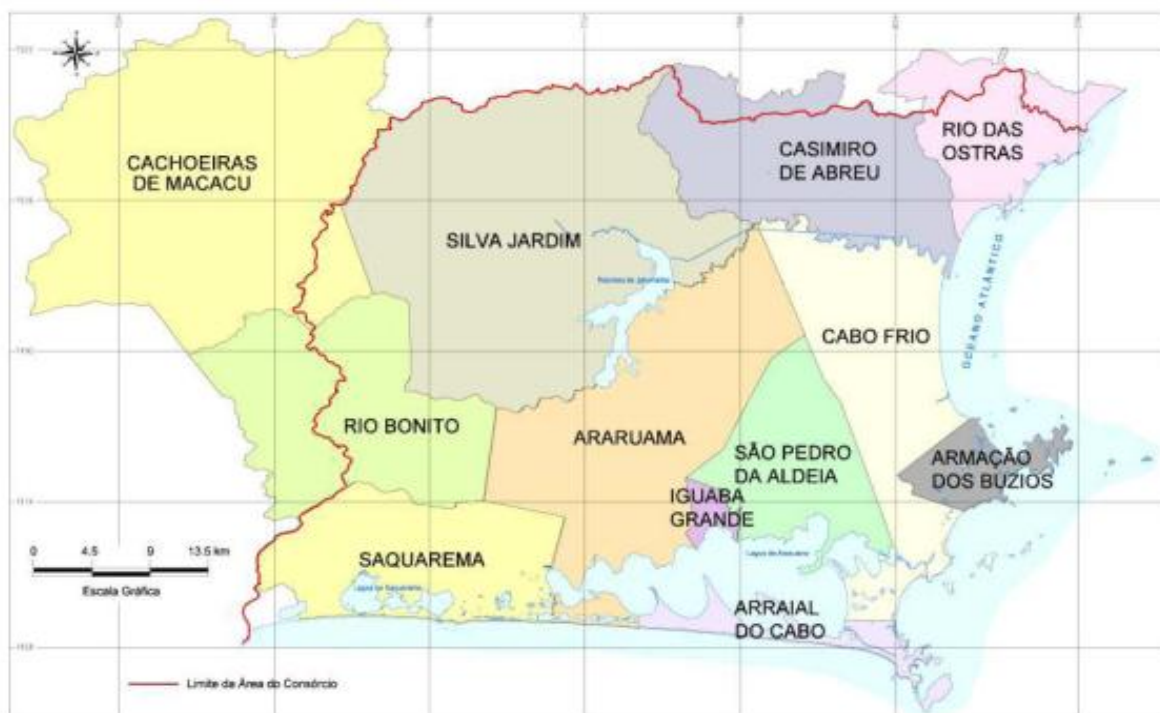 CACHOEIRAS
DE MACACU
SILVA JARDIM
CASIMIRO
DE ABREU
RIO DAS
OSTRAS
OCEANO ATLÂNTICO
CABO FRIO
RIO BONITO
ARARUAMA
SÃO PEDRO
DA ALDEIA
ARMAÇÃO
DOS BUZIOS
IGUABA
GRANDE
SAQUAREMA
ARRAIAL
DO CABO
0 4.5 9 13.5 km
Escala Gráfica
Limite da Área do Consórcio